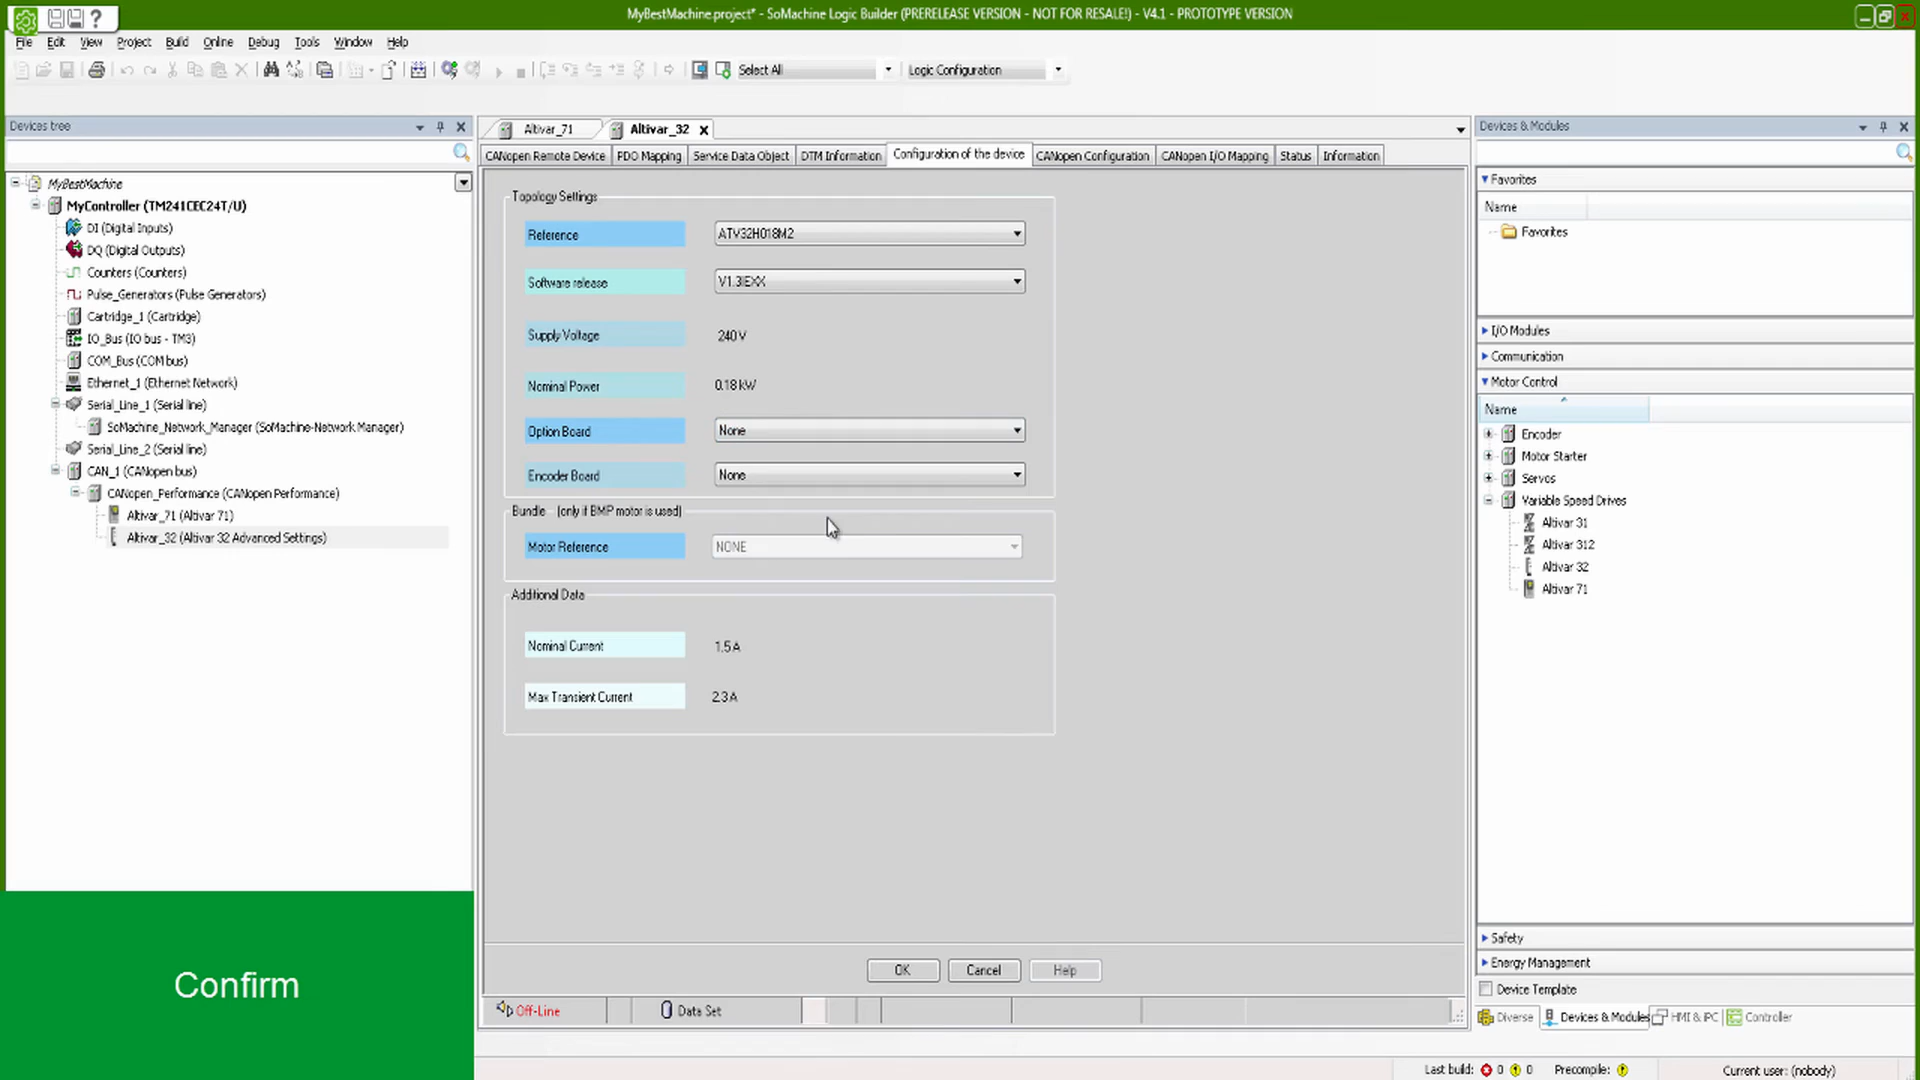 MyBestMachine.project* - SoMachine Logic Builder (PRERELEASE VERSION - NOT FOR RESALE!) - V4.1 - PROTOTYPE VERSION
File Edit View Project Build Online Debug Tools Window Help
Select All Logic Configuration
Devices tree
MyBestMachine
MyController (TM241CEC24T/U)
DI (Digital Inputs)
DQ (Digital Outputs)
Counters (Counters)
Pulse_Generators (Pulse Generators)
Cartridge_1 (Cartridge)
IO_Bus (IO bus - TM3)
COM_Bus (COM bus)
Ethernet_1 (Ethernet Network)
Serial_Line_1 (Serial line)
SoMachine_Network_Manager (SoMachine-Network Manager)
Serial_Line_2 (Serial line)
CAN_1 (CANopen bus)
CANopen_Performance (CANopen Performance)
Altivar_71 (Altivar 71)
Altivar_32 (Altivar 32 Advanced Settings)
Confirm
Altivar_71 Altivar_32
CANopen Remote Device PDO Mapping Service Data Object DTM Information Configuration of the device CANopen Configuration CANopen I/O Mapping Status Information
Topology Settings
Reference ATV32H018M2
Software release V1.3IEXX
Supply Voltage 240 V
Nominal Power 0.18 kW
Option Board None
Encoder Board None
Bundle (only if BMP motor is used)
Motor Reference NONE
Additional Data
Nominal Current 1.5 A
Max Transient Current 2.3 A
OK Cancel Help
Off-Line Data Set
Devices & Modules
Favorites
Name
Favorites
I/O Modules
Communication
Motor Control
Name
Encoder
Motor Starter
Servos
Variable Speed Drives
Altivar 31
Altivar 312
Altivar 32
Altivar 71
Safety
Energy Management
Device Template
Diverse Devices & Modules HMI & iPC Controller
Last build: 0 0 Precompile: Current user: (nobody)